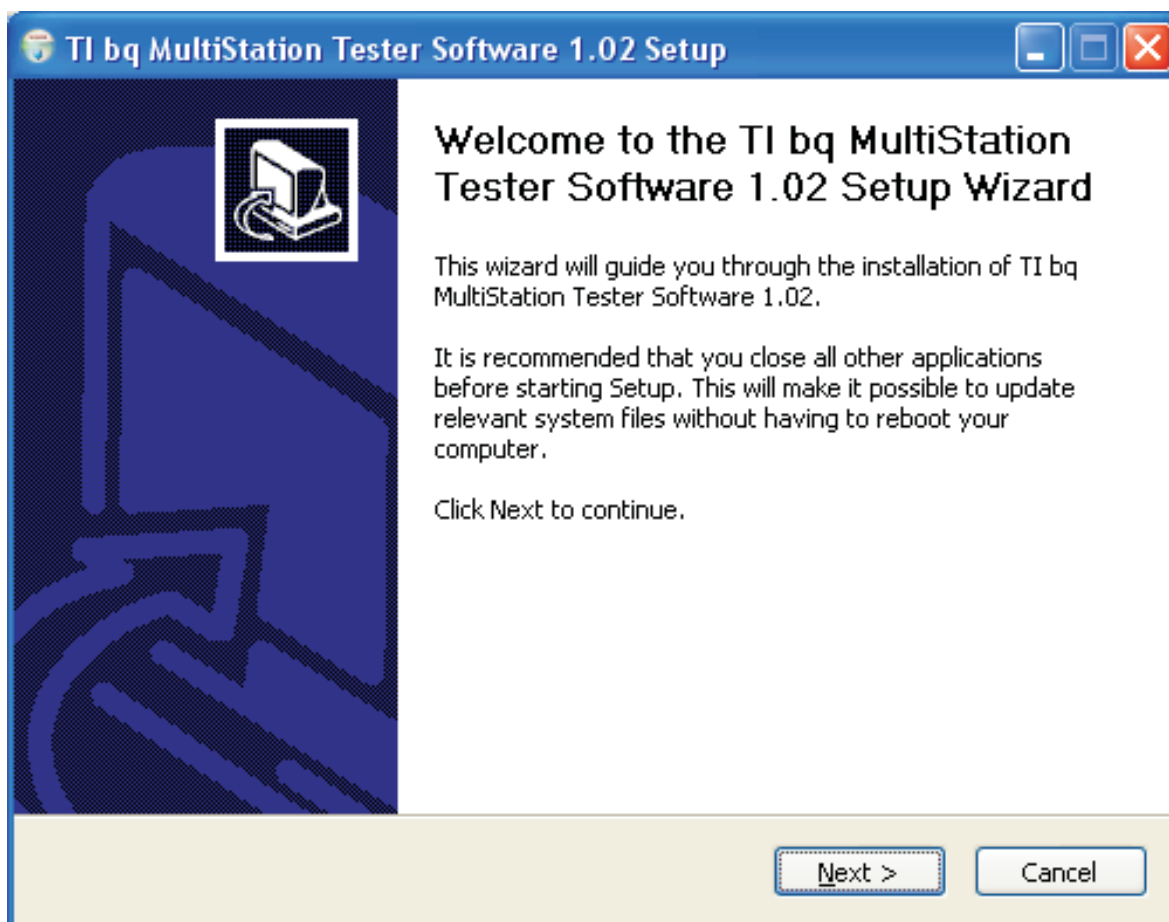 TI bq MultiStation Tester Software 1.02 Setup
Welcome to the TI bq MultiStation
Tester Software 1.02 Setup Wizard
This wizard will guide you through the installation of TI bq
MultiStation Tester Software 1.02.
It is recommended that you close all other applications
before starting Setup. This will make it possible to update
relevant system files without having to reboot your
computer.
Click Next to continue.
Next >
Cancel